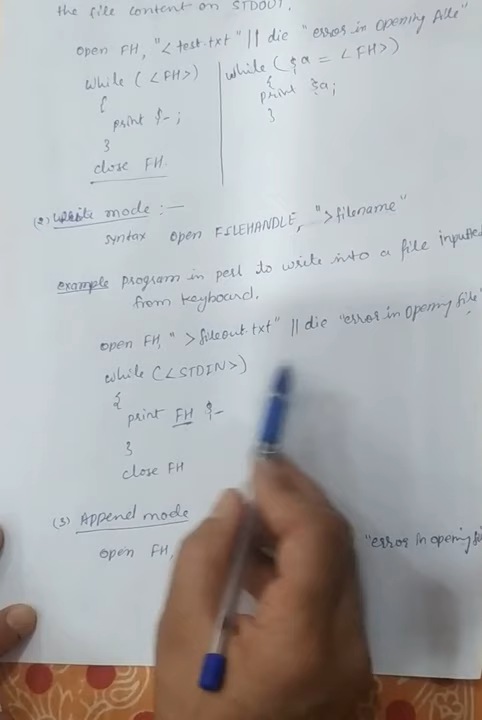 the file content on STDOUT.
open FH, "< test.txt" || die "error in opening file"
while (<FH>)
{
print $-;
}
close FH.
while ($a = <FH>)
{
print $a;
}
(2) Write mode :-
syntax open FILEHANDLE, ">filename"
example program in perl to write into a file inputted
from keyboard.
open FH, " >fileout.txt" || die "error in opening file"
while (<STDIN>)
{
print FH $-
}
close FH
(3) Append mode
open FH, "error in opening